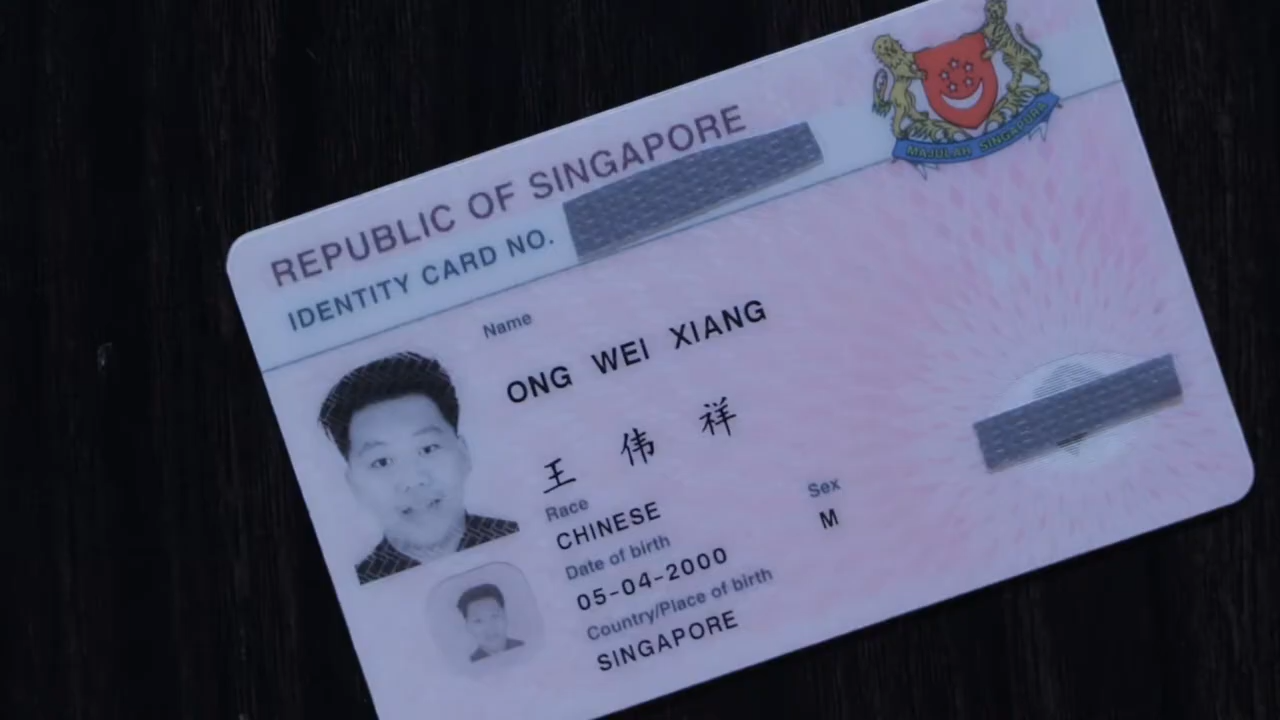 REPUBLIC OF SINGAPORE
IDENTITY CARD NO.
MAJULAH SINGAPURA
Name
ONG WEI XIANG
王 伟 祥
Race
CHINESE
Sex
M
Date of birth
05-04-2000
Country/Place of birth
SINGAPORE